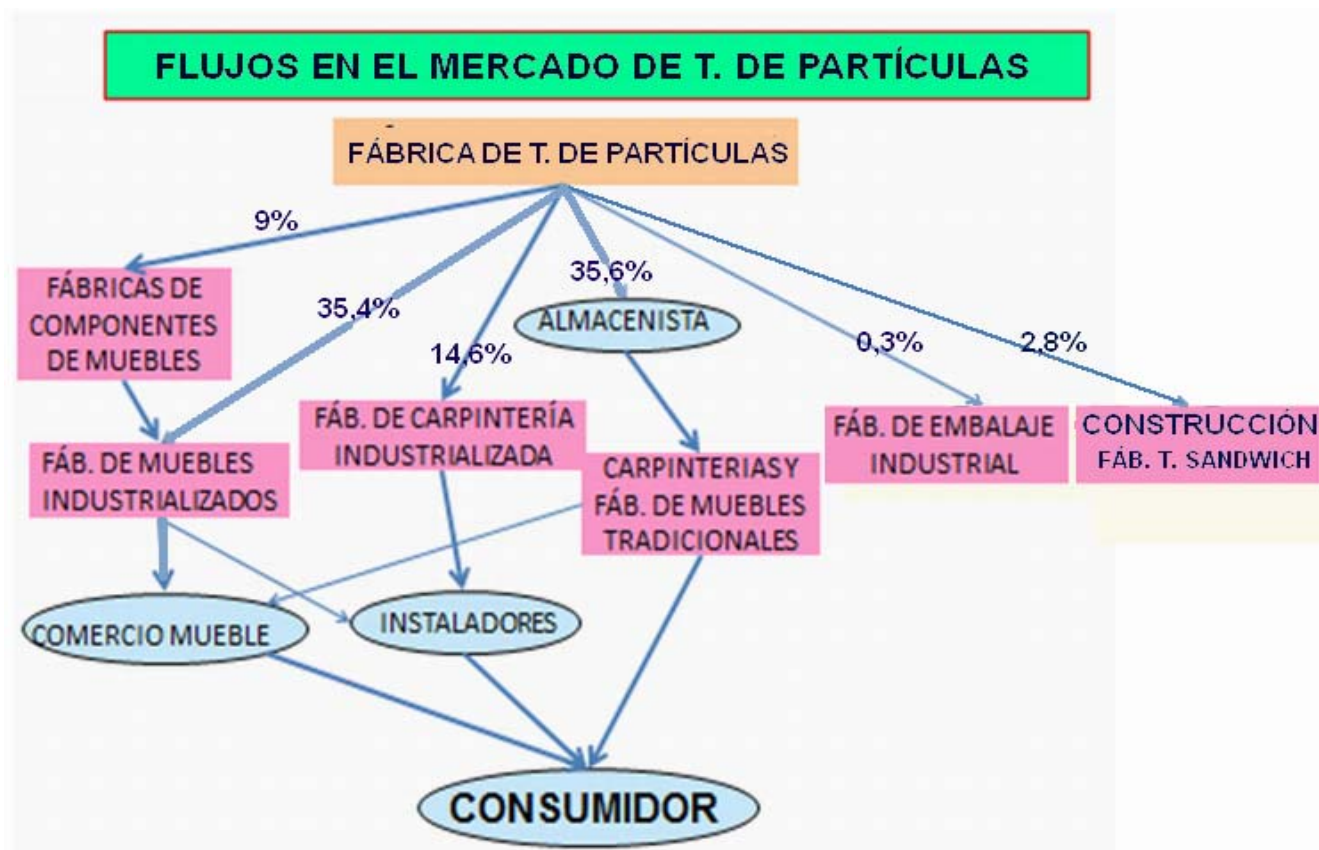 FLUJOS EN EL MERCADO DE T. DE PARTÍCULAS
FÁBRICA DE T. DE PARTÍCULAS
9%
35,4%
14,6%
35,6%
0,3%
2,8%
FÁBRICAS DE
COMPONENTES
DE MUEBLES
ALMACENISTA
FÁB. DE MUEBLES
INDUSTRIALIZADOS
FÁB. DE CARPINTERÍA
INDUSTRIALIZADA
CARPINTERIAS Y
FÁB. DE MUEBLES
TRADICIONALES
FÁB. DE EMBALAJE
INDUSTRIAL
CONSTRUCCIÓN
FÁB. T. SANDWICH
COMERCIO MUEBLE
INSTALADORES
CONSUMIDOR